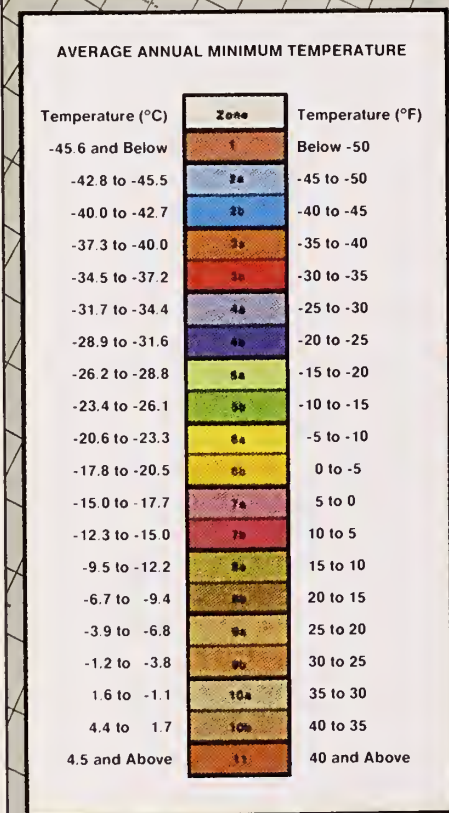 AVERAGE ANNUAL MINIMUM TEMPERATURE
Temperature (°C) Zone Temperature (°F)
-45.6 and Below 1 Below -50
-42.8 to -45.5 2a -45 to -50
-40.0 to -42.7 2b -40 to -45
-37.3 to -40.0 3a -35 to -40
-34.5 to -37.2 3b -30 to -35
-31.7 to -34.4 4a -25 to -30
-28.9 to -31.6 4b -20 to -25
-26.2 to -28.8 5a -15 to -20
-23.4 to -26.1 5b -10 to -15
-20.6 to -23.3 6a -5 to -10
-17.8 to -20.5 6b 0 to -5
-15.0 to -17.7 7a 5 to 0
-12.3 to -15.0 7b 10 to 5
-9.5 to -12.2 8a 15 to 10
-6.7 to -9.4 8b 20 to 15
-3.9 to -6.8 9a 25 to 20
-1.2 to -3.8 9b 30 to 25
1.6 to -1.1 10a 35 to 30
4.4 to 1.7 10b 40 to 35
4.5 and Above 11 40 and Above